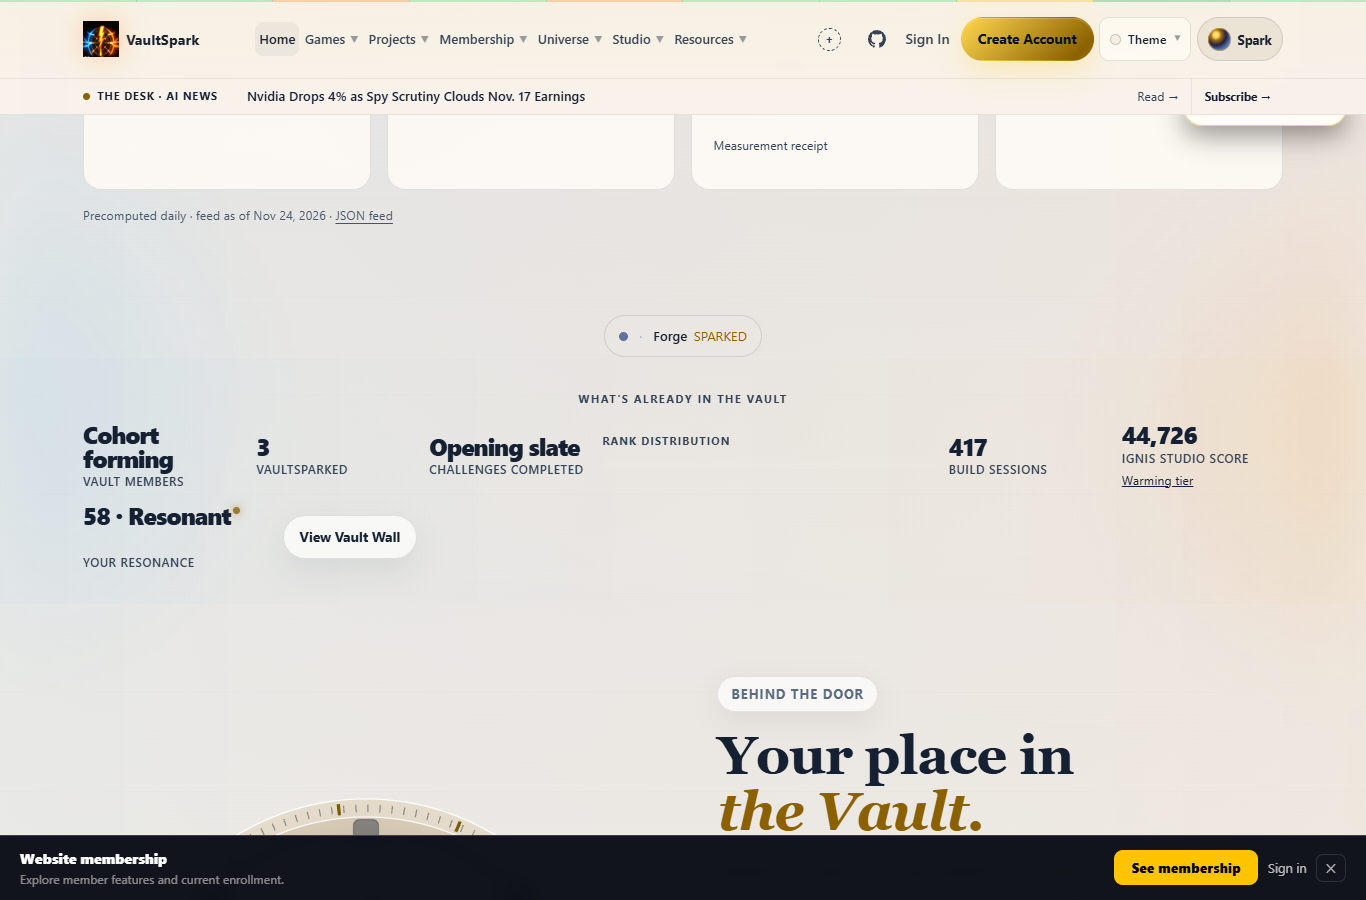 VaultSpark
Home
Games
Projects
Membership
Universe
Studio
Resources
Sign In
Create Account
Theme
Spark
THE DESK · AI NEWS
Nvidia Drops 4% as Spy Scrutiny Clouds Nov. 17 Earnings
Read →
Subscribe →
Measurement receipt
Precomputed daily · feed as of Nov 24, 2026 · JSON feed
· Forge SPARKED
WHAT'S ALREADY IN THE VAULT
Cohort
forming
VAULT MEMBERS
3
VAULTSPARKED
Opening slate
CHALLENGES COMPLETED
RANK DISTRIBUTION
417
BUILD SESSIONS
44,726
IGNIS STUDIO SCORE
Warming tier
58 · Resonant
YOUR RESONANCE
View Vault Wall
BEHIND THE DOOR
Your place in
the Vault.
Website membership
Explore member features and current enrollment.
See membership
Sign in